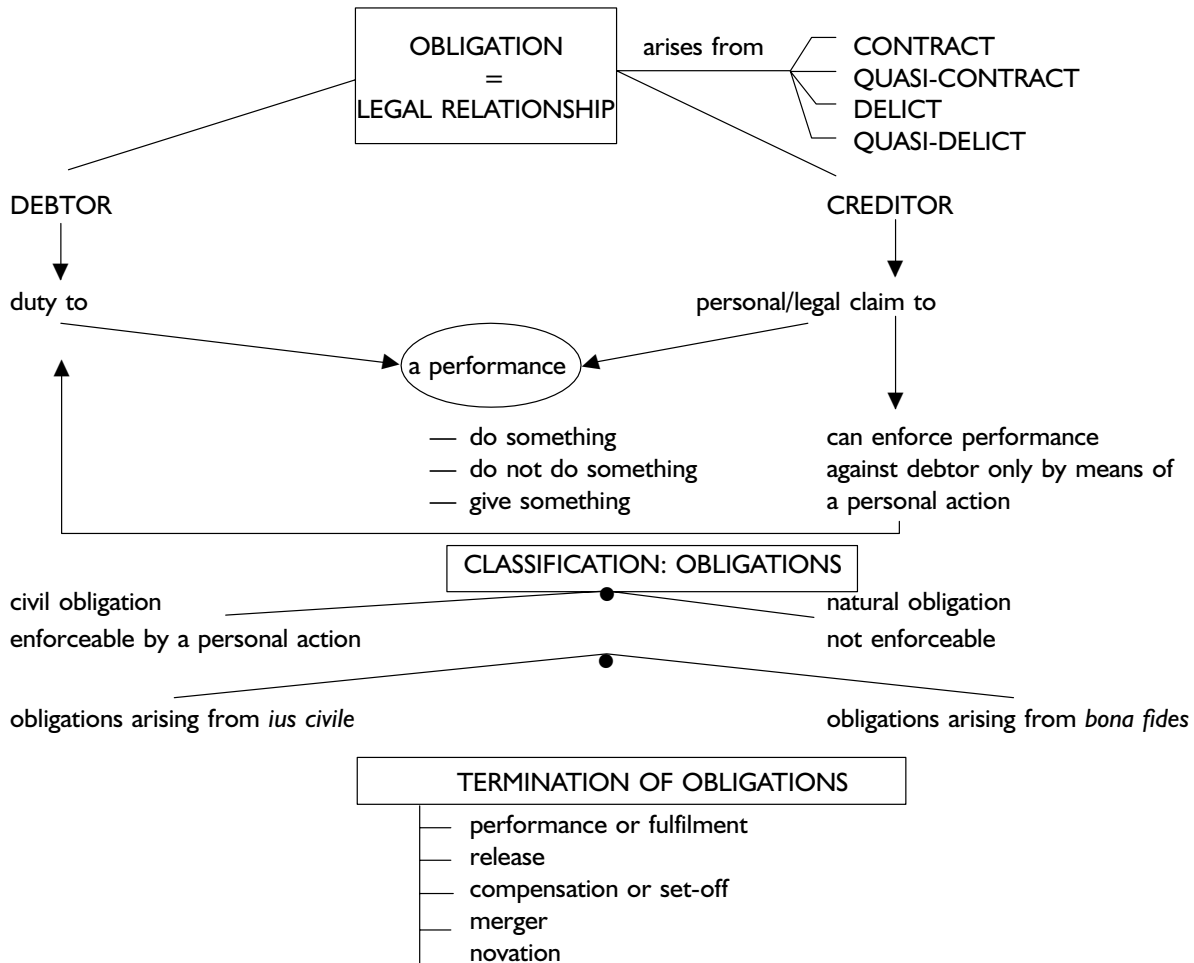 OBLIGATION
=
LEGAL RELATIONSHIP
arises from
CONTRACT
QUASI-CONTRACT
DELICT
QUASI-DELICT
DEBTOR
CREDITOR
duty to
personal/legal claim to
a performance
— do something
— do not do something
— give something
can enforce performance
against debtor only by means of
a personal action
CLASSIFICATION: OBLIGATIONS
civil obligation
enforceable by a personal action
natural obligation
not enforceable
obligations arising from ius civile
obligations arising from bona fides
TERMINATION OF OBLIGATIONS
performance or fulfilment
release
compensation or set-off
merger
novation